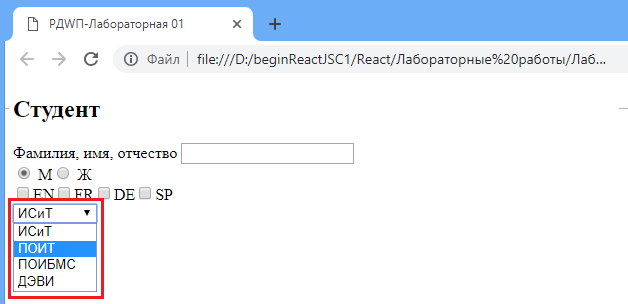 РДWП-Лабораторная 01
Файл file:///D:/beginReactJSC1/React/Лабораторные%20работы/Лаб...
Студент
Фамилия, имя, отчество
М Ж
EN FR DE SP
ИСиТ
ИСиТ
ПОИТ
ПОИБМС
ДЭВИ